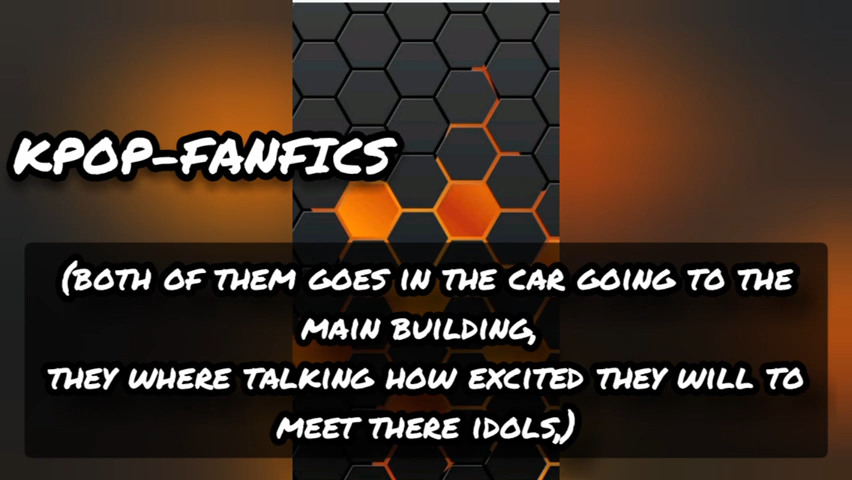 KPOP-FANFICS
(BOTH OF THEM GOES IN THE CAR GOING TO THE
MAIN BUILDING,
THEY WHERE TALKING HOW EXCITED THEY WILL TO
MEET THERE IDOLS,,)